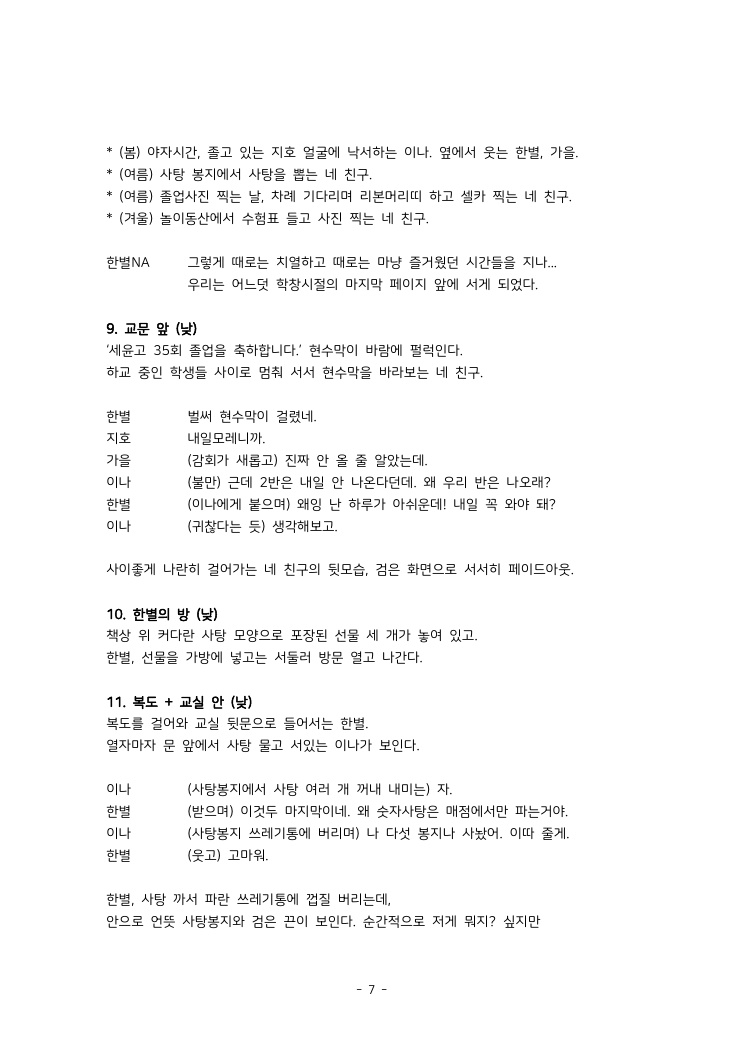 * (봄) 야자시간, 졸고 있는 지호 얼굴에 낙서하는 이나. 옆에서 웃는 한별, 가을.
* (여름) 사탕 봉지에서 사탕을 뽑는 네 친구.
* (여름) 졸업사진 찍는 날, 차례 기다리며 리본머리띠 하고 셀카 찍는 네 친구.
* (겨울) 놀이동산에서 수험표 들고 사진 찍는 네 친구.
한별NA 그렇게 때로는 치열하고 때로는 마냥 즐거웠던 시간들을 지나...
우리는 어느덧 학창시절의 마지막 페이지 앞에 서게 되었다.
9. 교문 앞 (낮)
‘세윤고 35회 졸업을 축하합니다.’ 현수막이 바람에 펄럭인다.
하교 중인 학생들 사이로 멈춰 서서 현수막을 바라보는 네 친구.
한별 벌써 현수막이 걸렸네.
지호 내일모레니까.
가을 (감회가 새롭고) 진짜 안 올 줄 알았는데.
이나 (불만) 근데 2반은 내일 안 나온다던데. 왜 우리 반은 나오래?
한별 (이나에게 붙으며) 왜잉 난 하루가 아쉬운데! 내일 꼭 와야 돼?
이나 (귀찮다는 듯) 생각해보고.
사이좋게 나란히 걸어가는 네 친구의 뒷모습, 검은 화면으로 서서히 페이드아웃.
10. 한별의 방 (낮)
책상 위 커다란 사탕 모양으로 포장된 선물 세 개가 놓여 있고.
한별, 선물을 가방에 넣고는 서둘러 방문 열고 나간다.
11. 복도 + 교실 안 (낮)
복도를 걸어와 교실 뒷문으로 들어서는 한별.
열자마자 문 앞에서 사탕 물고 서있는 이나가 보인다.
이나 (사탕봉지에서 사탕 여러 개 꺼내 내미는) 자.
한별 (받으며) 이것두 마지막이네. 왜 숫자사탕은 매점에서만 파는거야.
이나 (사탕봉지 쓰레기통에 버리며) 나 다섯 봉지나 사놨어. 이따 줄게.
한별 (웃고) 고마워.
한별, 사탕 까서 파란 쓰레기통에 껍질 버리는데,
안으로 언뜻 사탕봉지와 검은 끈이 보인다. 순간적으로 저게 뭐지? 싶지만
- 7 -